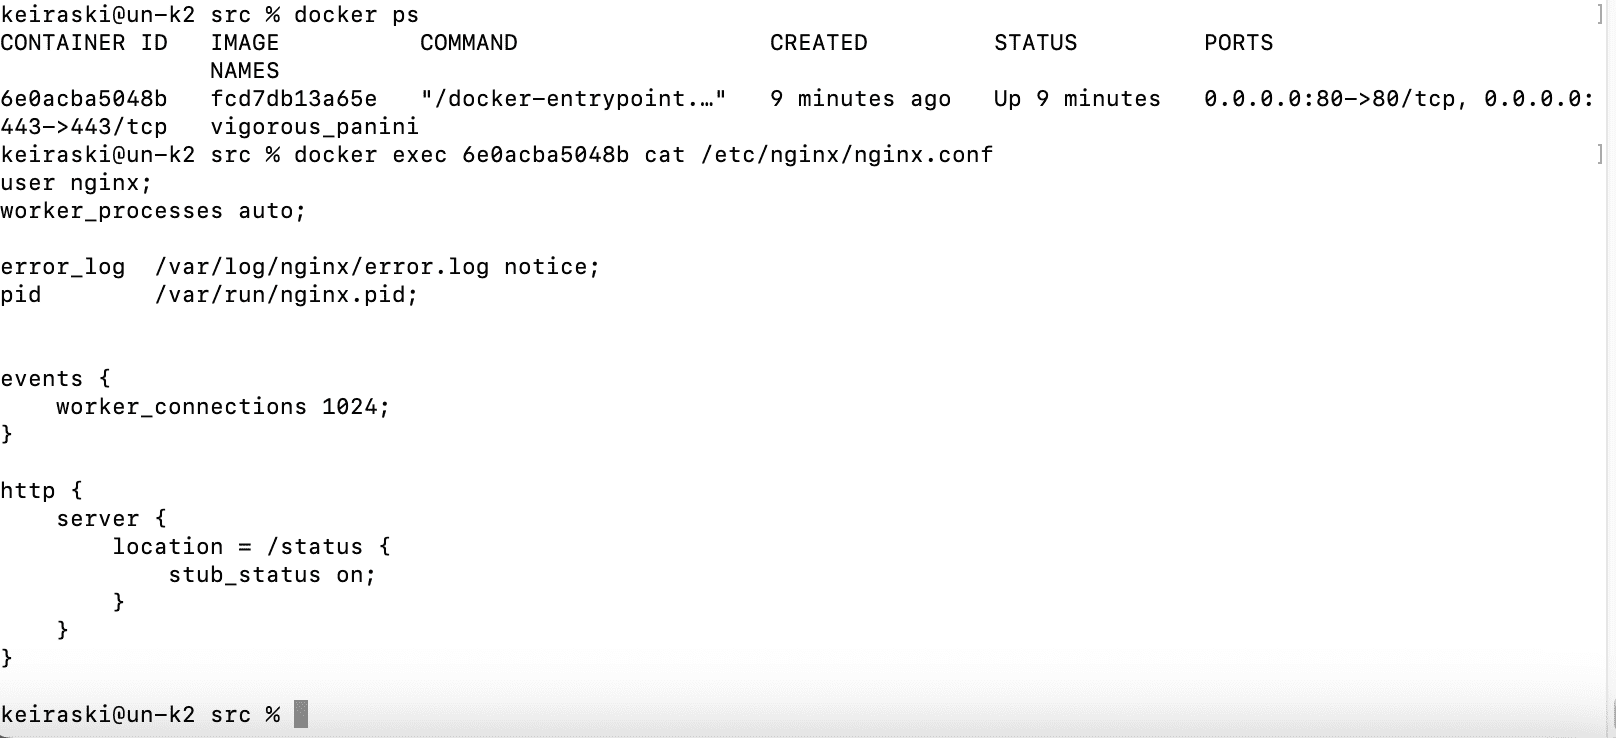 keiraski@un-k2 src % docker ps ]
CONTAINER ID   IMAGE          COMMAND                  CREATED         STATUS         PORTS
               NAMES
6e0acba5048b   fcd7db13a65e   "/docker-entrypoint.…"   9 minutes ago   Up 9 minutes   0.0.0.0:80->80/tcp, 0.0.0.0:
443->443/tcp   vigorous_panini
keiraski@un-k2 src % docker exec 6e0acba5048b cat /etc/nginx/nginx.conf ]
user nginx;
worker_processes auto;

error_log  /var/log/nginx/error.log notice;
pid        /var/run/nginx.pid;


events {
    worker_connections 1024;
}

http {
    server {
        location = /status {
            stub_status on;
        }
    }
}

keiraski@un-k2 src %